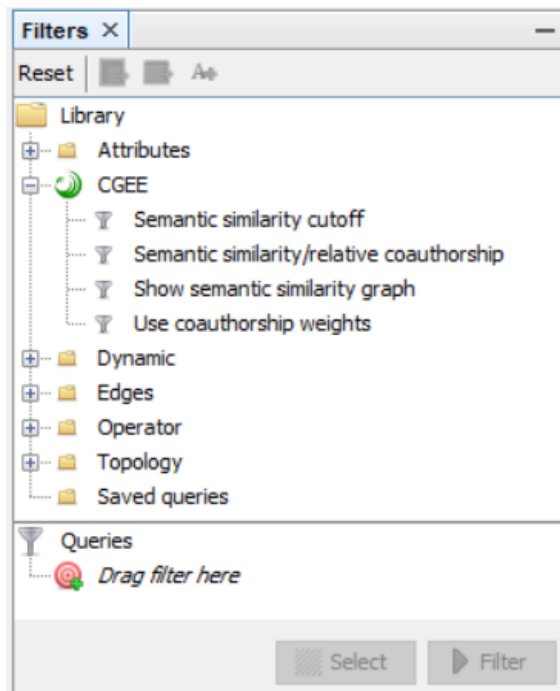 Filters
Reset
Library
Attributes
CGEE
Semantic similarity cutoff
Semantic similarity/relative coauthorship
Show semantic similarity graph
Use coauthorship weights
Dynamic
Edges
Operator
Topology
Saved queries
Queries
Drag filter here
Select Filter